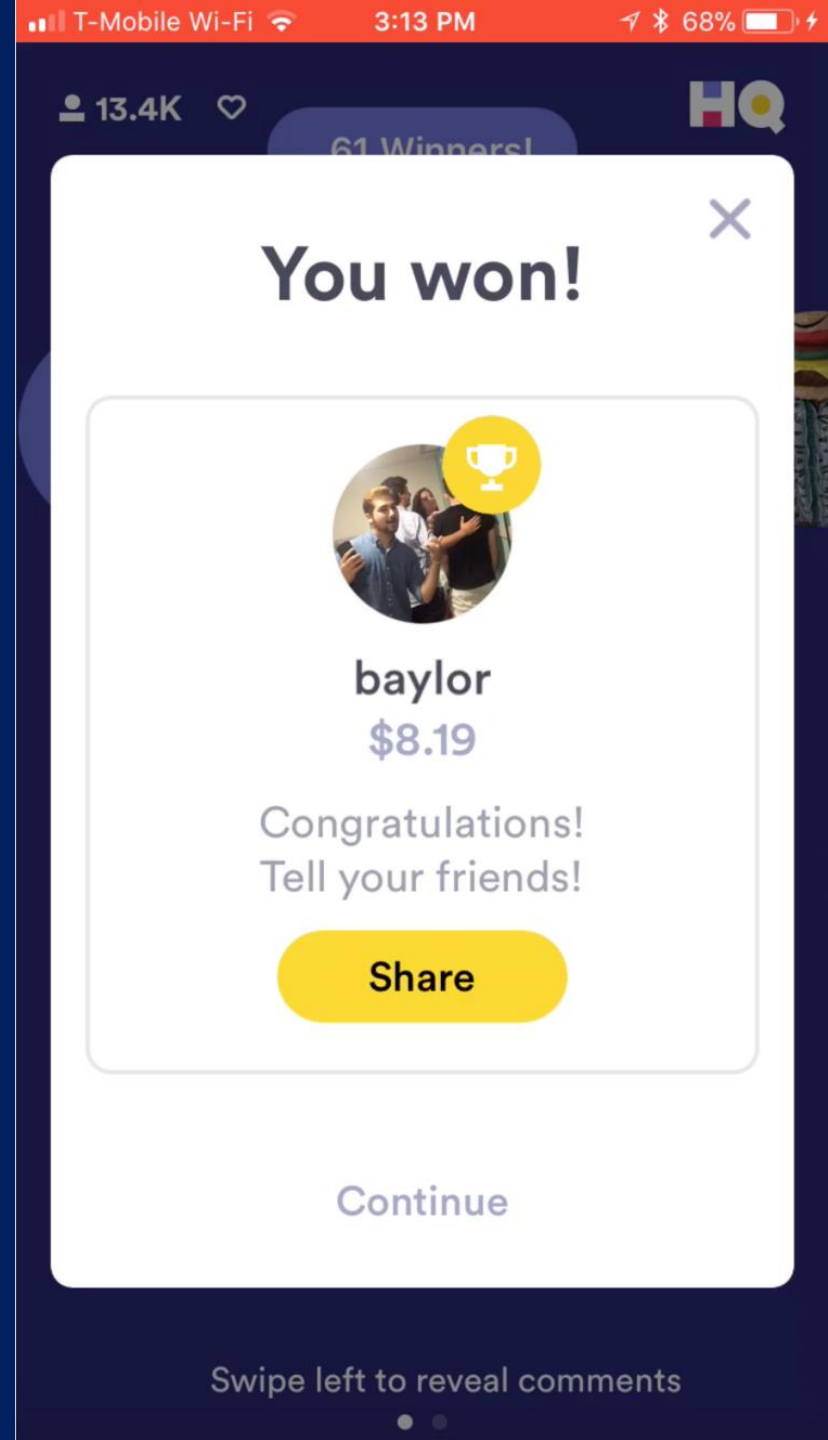 T-Mobile Wi-Fi 3:13 PM 68%
13.4K HQ
61 Winners!
You won!
baylor
$8.19
Congratulations!
Tell your friends!
Share
Continue
Swipe left to reveal comments